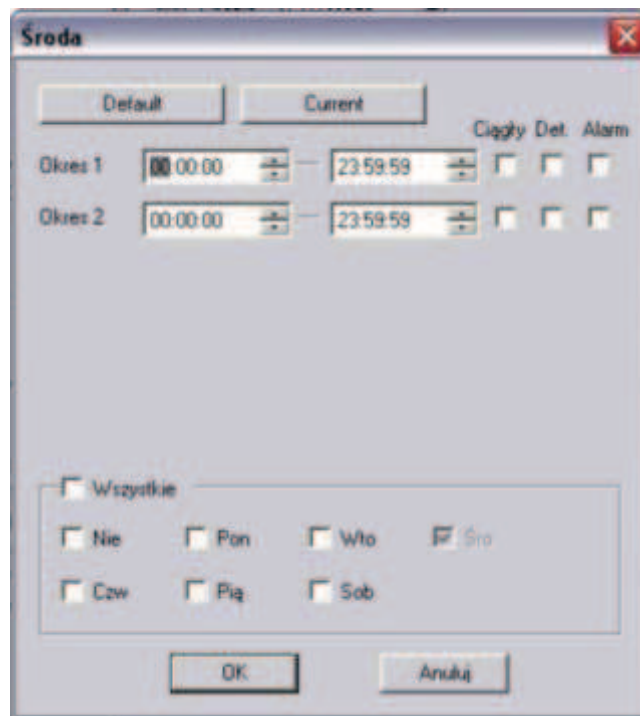 Środa
Default Current
Ciągły Det. Alarm
Okres 1 00:00:00 — 23:59:59
Okres 2 00:00:00 — 23:59:59
Wszystkie
Nie Pon Wto Śro
Czw Pią Sob
OK Anuluj